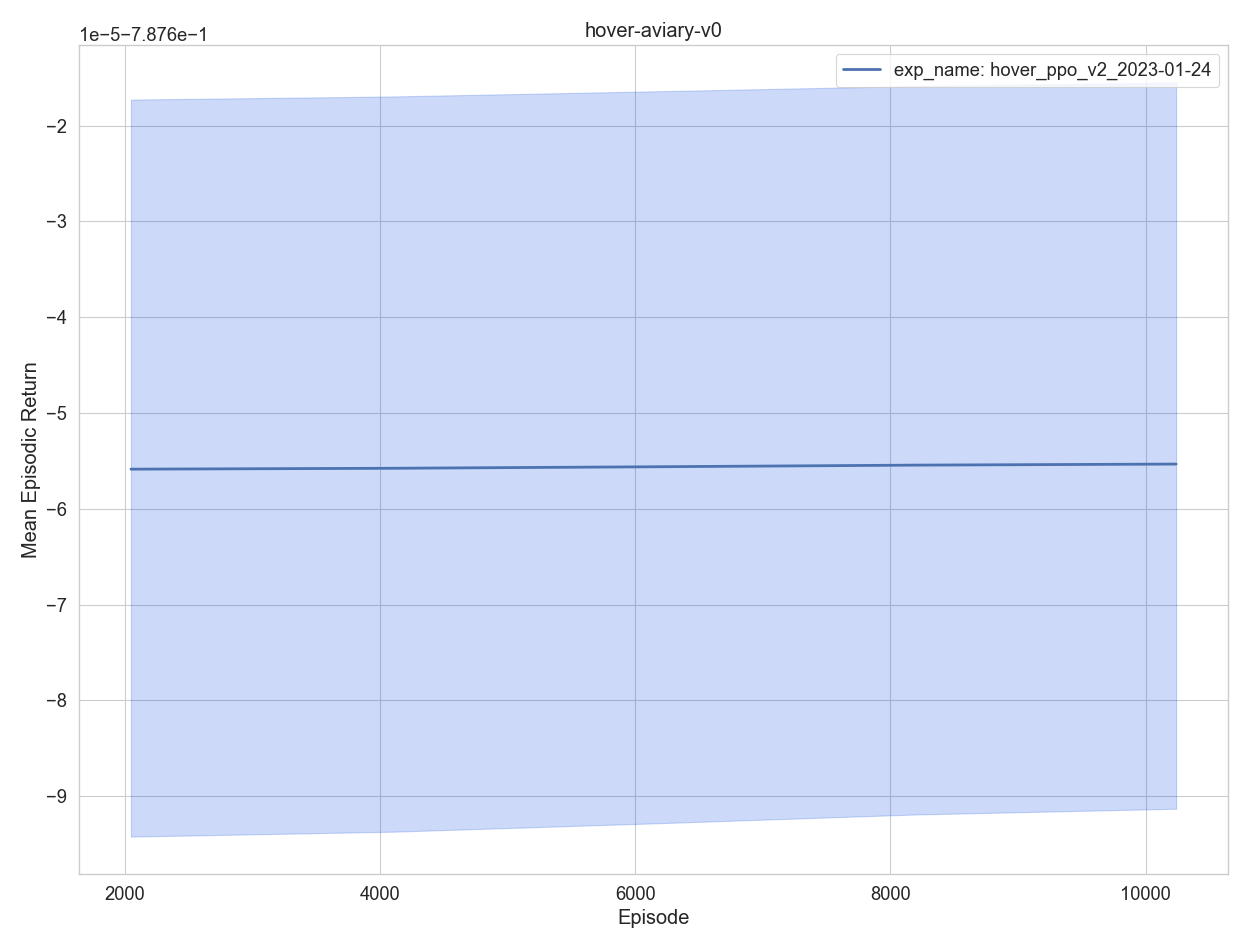 1e−5−7.876e−1
hover-aviary-v0
exp_name: hover_ppo_v2_2023-01-24
−2
−3
−4
−5
−6
−7
−8
−9
Mean Episodic Return
2000
4000
6000
8000
10000
Episode